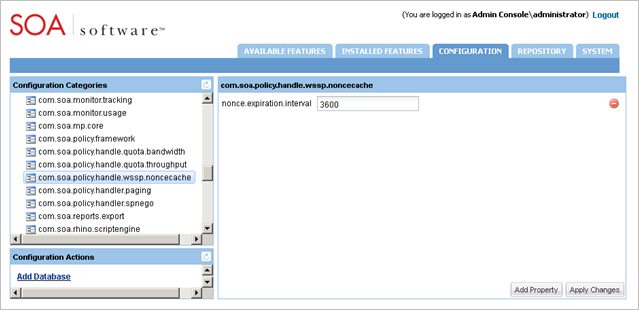 (You are logged in as Admin Console\administrator) Logout
SOA | software™
AVAILABLE FEATURES INSTALLED FEATURES CONFIGURATION REPOSITORY SYSTEM
Configuration Categories
com.soa.monitor.tracking
com.soa.monitor.usage
com.soa.mp.core
com.soa.policy.framework
com.soa.policy.handle.quota.bandwidth
com.soa.policy.handle.quota.throughput
com.soa.policy.handle.wssp.noncecache
com.soa.policy.handler.paging
com.soa.policy.handler.spnego
com.soa.reports.export
com.soa.rhino.scriptengine
Configuration Actions
Add Database
com.soa.policy.handle.wssp.noncecache
nonce.expiration.interval 3600
Add Property Apply Changes